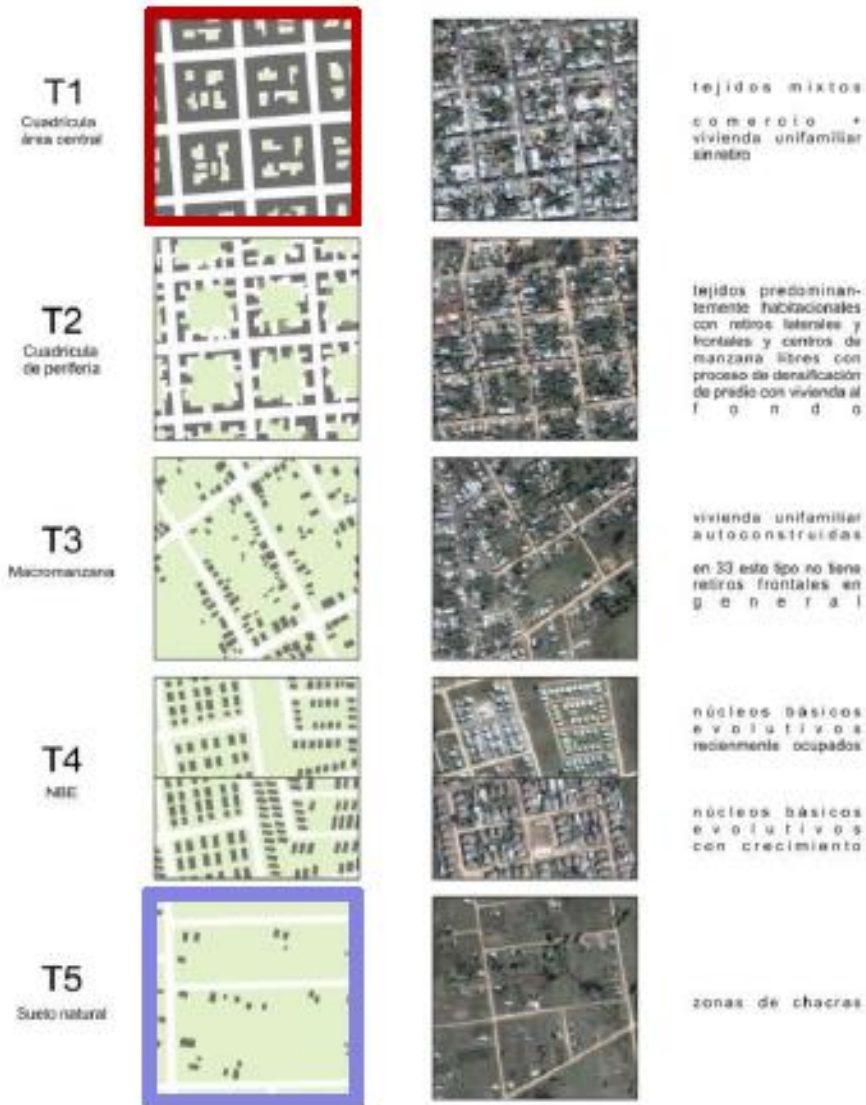 T1
Cuadrícula
área central
tejidos mixtos
comercio +
vivienda unifamiliar
sin retiro
T2
Cuadrícula
de periferia
tejidos predominan-
temente habitacionales
con retiros laterales y
frontales y centros de
manzana libres con
proceso de densificación
de predio con vivienda al
fondo
T3
Macromanzana
vivienda unifamiliar
autoconstruidas
en 33 este tipo no tiene
retiros frontales en
general
T4
NBE
núcleos básicos
evolutivos
recienmente ocupados
núcleos básicos
evolutivos
con crecimiento
T5
Suelo natural
zonas de chacras